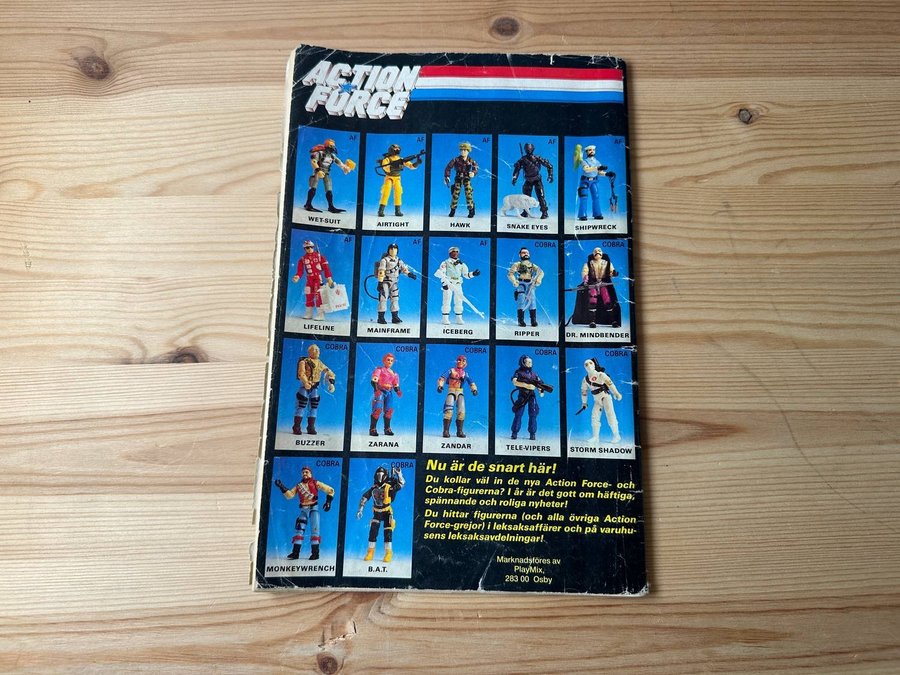 ACTION
FORCE
AF AF AF AF AF
WET-SUIT AIRTIGHT HAWK SNAKE EYES SHIPWRECK
AF AF AF COBRA COBRA
LIFELINE MAINFRAME ICEBERG RIPPER DR. MINDBENDER
COBRA COBRA COBRA COBRA COBRA
BUZZER ZARANA ZANDAR TELE-VIPERS STORM SHADOW
COBRA COBRA
MONKEYWRENCH B.A.T.
Nu är de snart här!
Du kollar väl in de nya Action Force- och
Cobra-figurerna? I år är det gott om häftiga,
spännande och roliga nyheter!
Du hittar figurerna (och alla övriga Action
Force-grejor) i leksaksaffärer och på varuhu-
sens leksaksavdelningar!
Marknadsföres av
PlayMix,
283 00 Osby